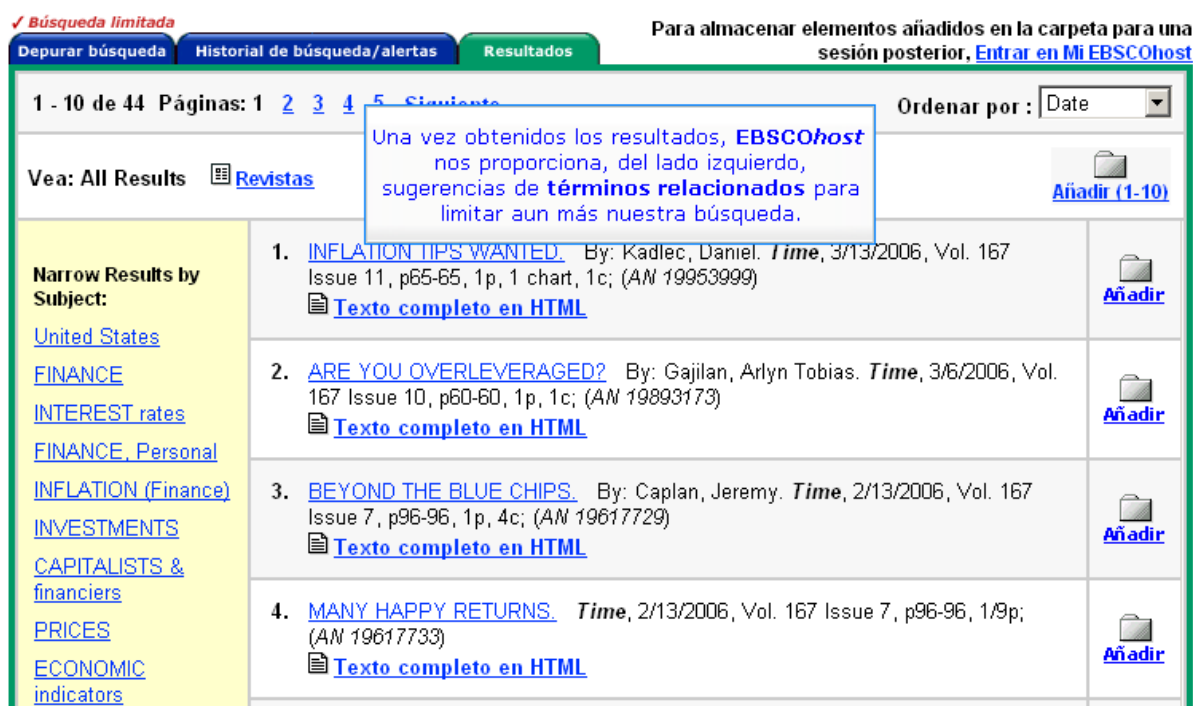 ✓ Búsqueda limitada
Depurar búsqueda Historial de búsqueda/alertas Resultados
Para almacenar elementos añadidos en la carpeta para una
sesión posterior, Entrar en Mi EBSCOhost
1 - 10 de 44 Páginas: 1 2 3 4 5 Siguiente
Ordenar por : Date
Una vez obtenidos los resultados, EBSCOhost
nos proporciona, del lado izquierdo,
sugerencias de términos relacionados para
limitar aun más nuestra búsqueda.
Vea: All Results Revistas
Añadir (1-10)
Narrow Results by
Subject:
United States
FINANCE
INTEREST rates
FINANCE, Personal
INFLATION (Finance)
INVESTMENTS
CAPITALISTS &
financiers
PRICES
ECONOMIC
indicators
1. INFLATION TIPS WANTED. By: Kadlec, Daniel. Time, 3/13/2006, Vol. 167
Issue 11, p65-65, 1p, 1 chart, 1c; (AN 19953999)
Texto completo en HTML
Añadir
2. ARE YOU OVERLEVERAGED? By: Gajilan, Arlyn Tobias. Time, 3/6/2006, Vol.
167 Issue 10, p60-60, 1p, 1c; (AN 19893173)
Texto completo en HTML
Añadir
3. BEYOND THE BLUE CHIPS. By: Caplan, Jeremy. Time, 2/13/2006, Vol. 167
Issue 7, p96-96, 1p, 4c; (AN 19617729)
Texto completo en HTML
Añadir
4. MANY HAPPY RETURNS. Time, 2/13/2006, Vol. 167 Issue 7, p96-96, 1/9p;
(AN 19617733)
Texto completo en HTML
Añadir